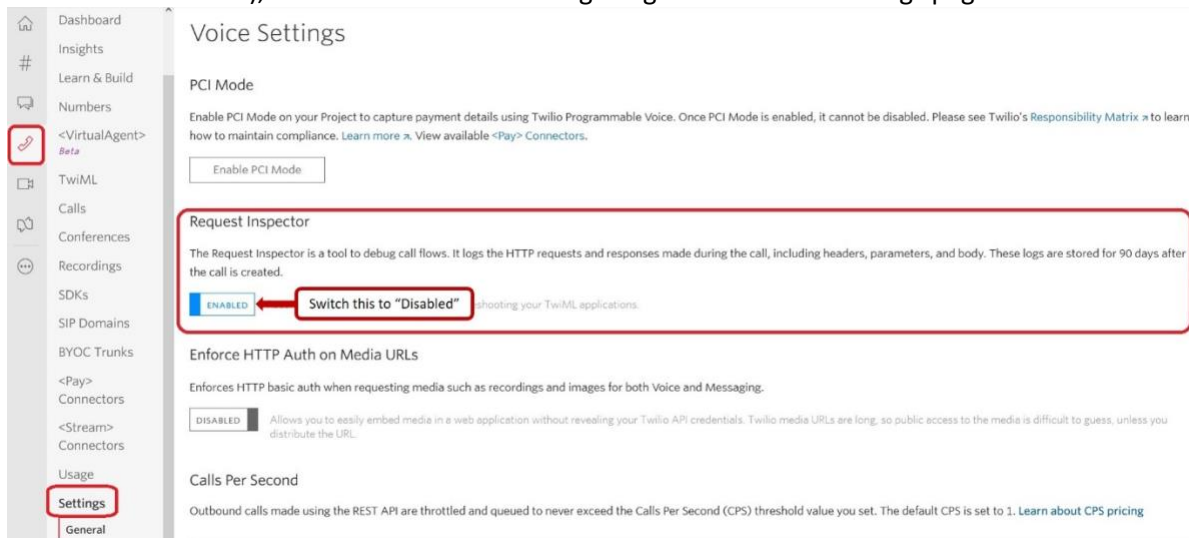 Dashboard
Insights
Learn & Build
Numbers
<VirtualAgent>
Beta
TwiML
Calls
Conferences
Recordings
SDKs
SIP Domains
BYOC Trunks
<Pay>
Connectors
<Stream>
Connectors
Usage
Settings
General
Voice Settings
PCI Mode
Enable PCI Mode on your Project to capture payment details using Twilio Programmable Voice. Once PCI Mode is enabled, it cannot be disabled. Please see Twilio's Responsibility Matrix to learn
how to maintain compliance. Learn more. View available <Pay> Connectors.
Enable PCI Mode
Request Inspector
The Request Inspector is a tool to debug call flows. It logs the HTTP requests and responses made during the call, including headers, parameters, and body. These logs are stored for 90 days after
the call is created.
ENABLED Switch this to "Disabled" shooting your TwiML applications.
Enforce HTTP Auth on Media URLs
Enforces HTTP basic auth when requesting media such as recordings and images for both Voice and Messaging.
DISABLED Allows you to easily embed media in a web application without revealing your Twilio API credentials. Twilio media URLs are long, so public access to the media is difficult to guess, unless you
distribute the URL.
Calls Per Second
Outbound calls made using the REST API are throttled and queued to never exceed the Calls Per Second (CPS) threshold value you set. The default CPS is set to 1. Learn about CPS pricing